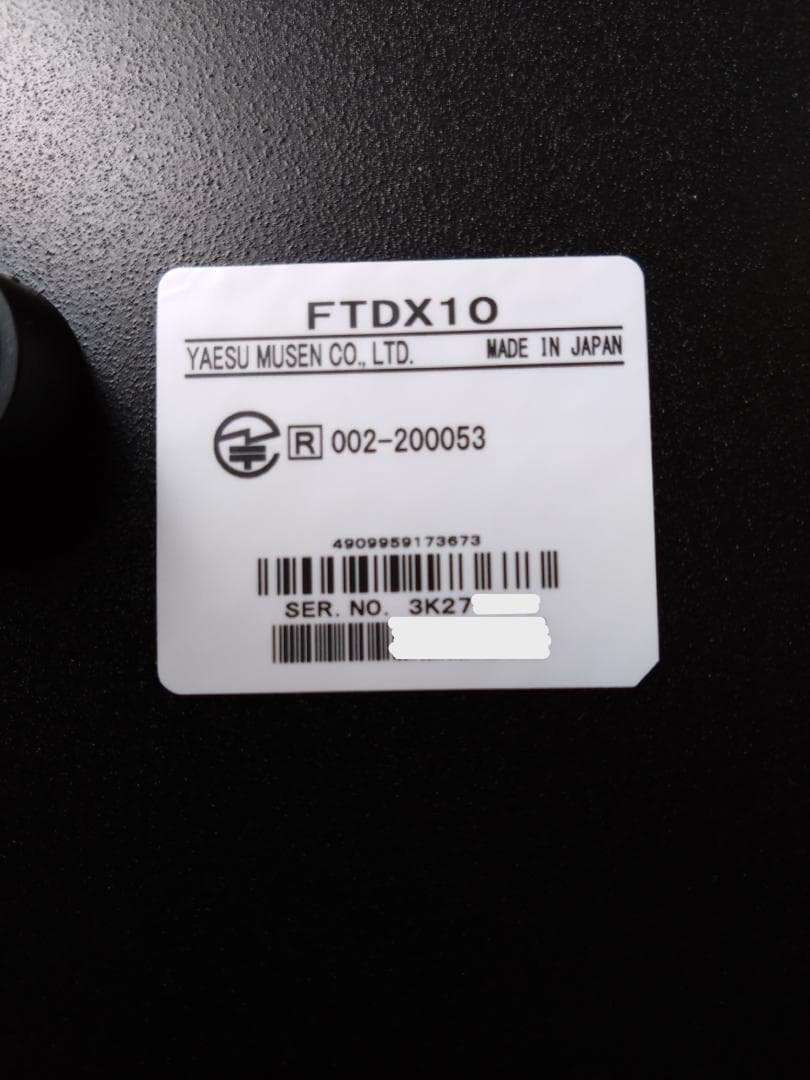 FTDX10
YAESU MUSEN CO., LTD. MADE IN JAPAN
R 002-200053
4909959173673
SER. NO. 3K27